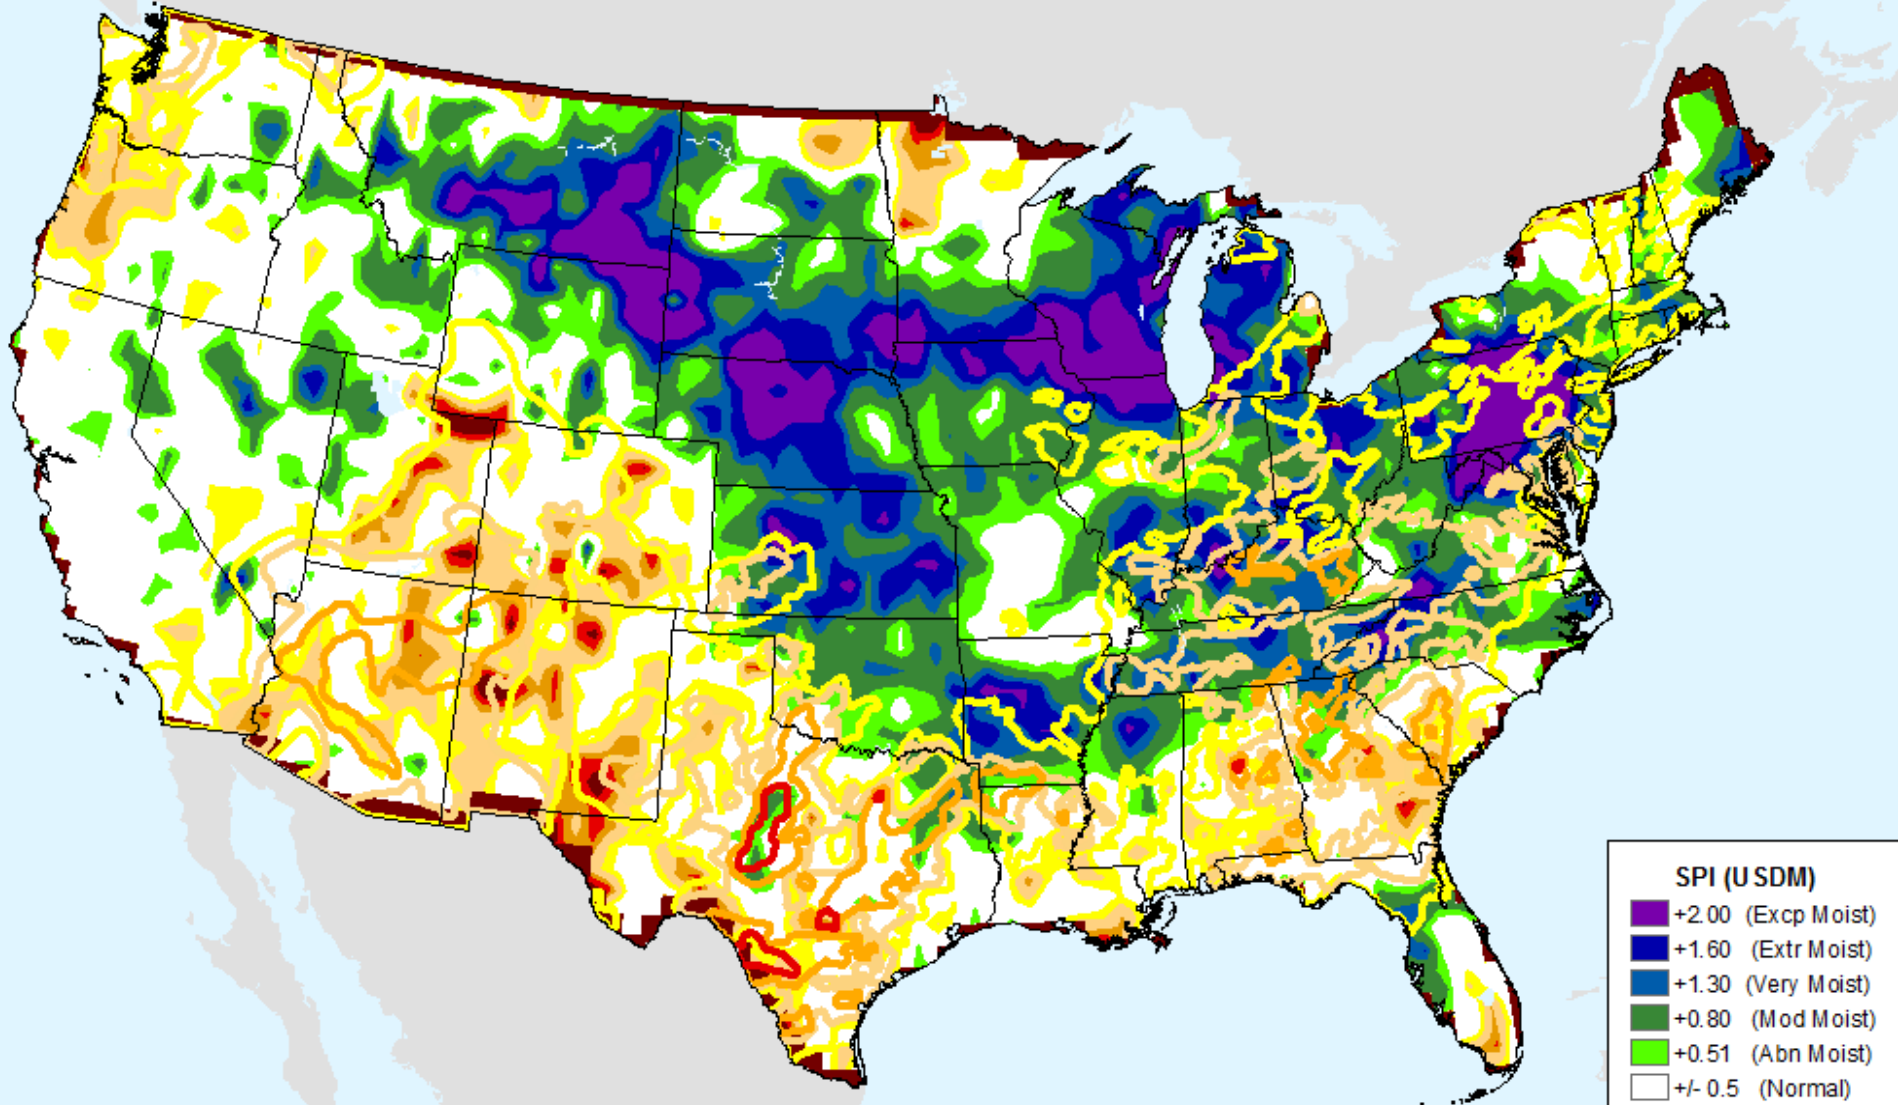 SPI (USDM)
+2.00 (Excp Moist)
+1.60 (Extr Moist)
+1.30 (Very Moist)
+0.80 (Mod Moist)
+0.51 (Abn Moist)
+/- 0.5 (Normal)